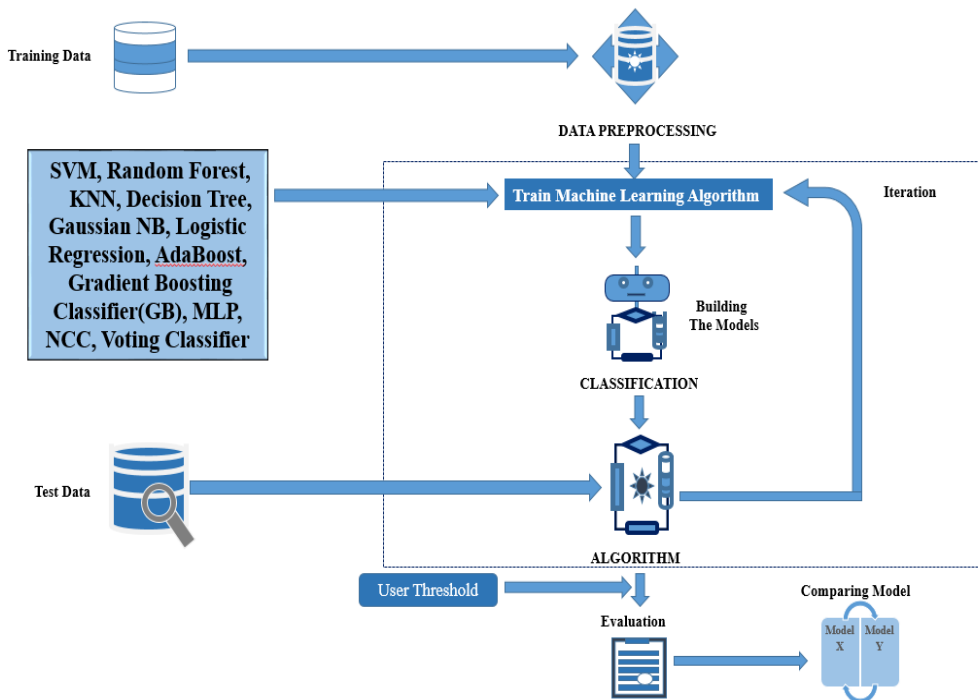 Training Data
DATA PREPROCESSING
SVM, Random Forest,
KNN, Decision Tree,
Gaussian NB, Logistic
Regression, AdaBoost,
Gradient Boosting
Classifier(GB), MLP,
NCC, Voting Classifier
Train Machine Learning Algorithm
Iteration
Building
The Models
CLASSIFICATION
Test Data
ALGORITHM
User Threshold
Evaluation
Comparing Model
Model
X
Model
Y